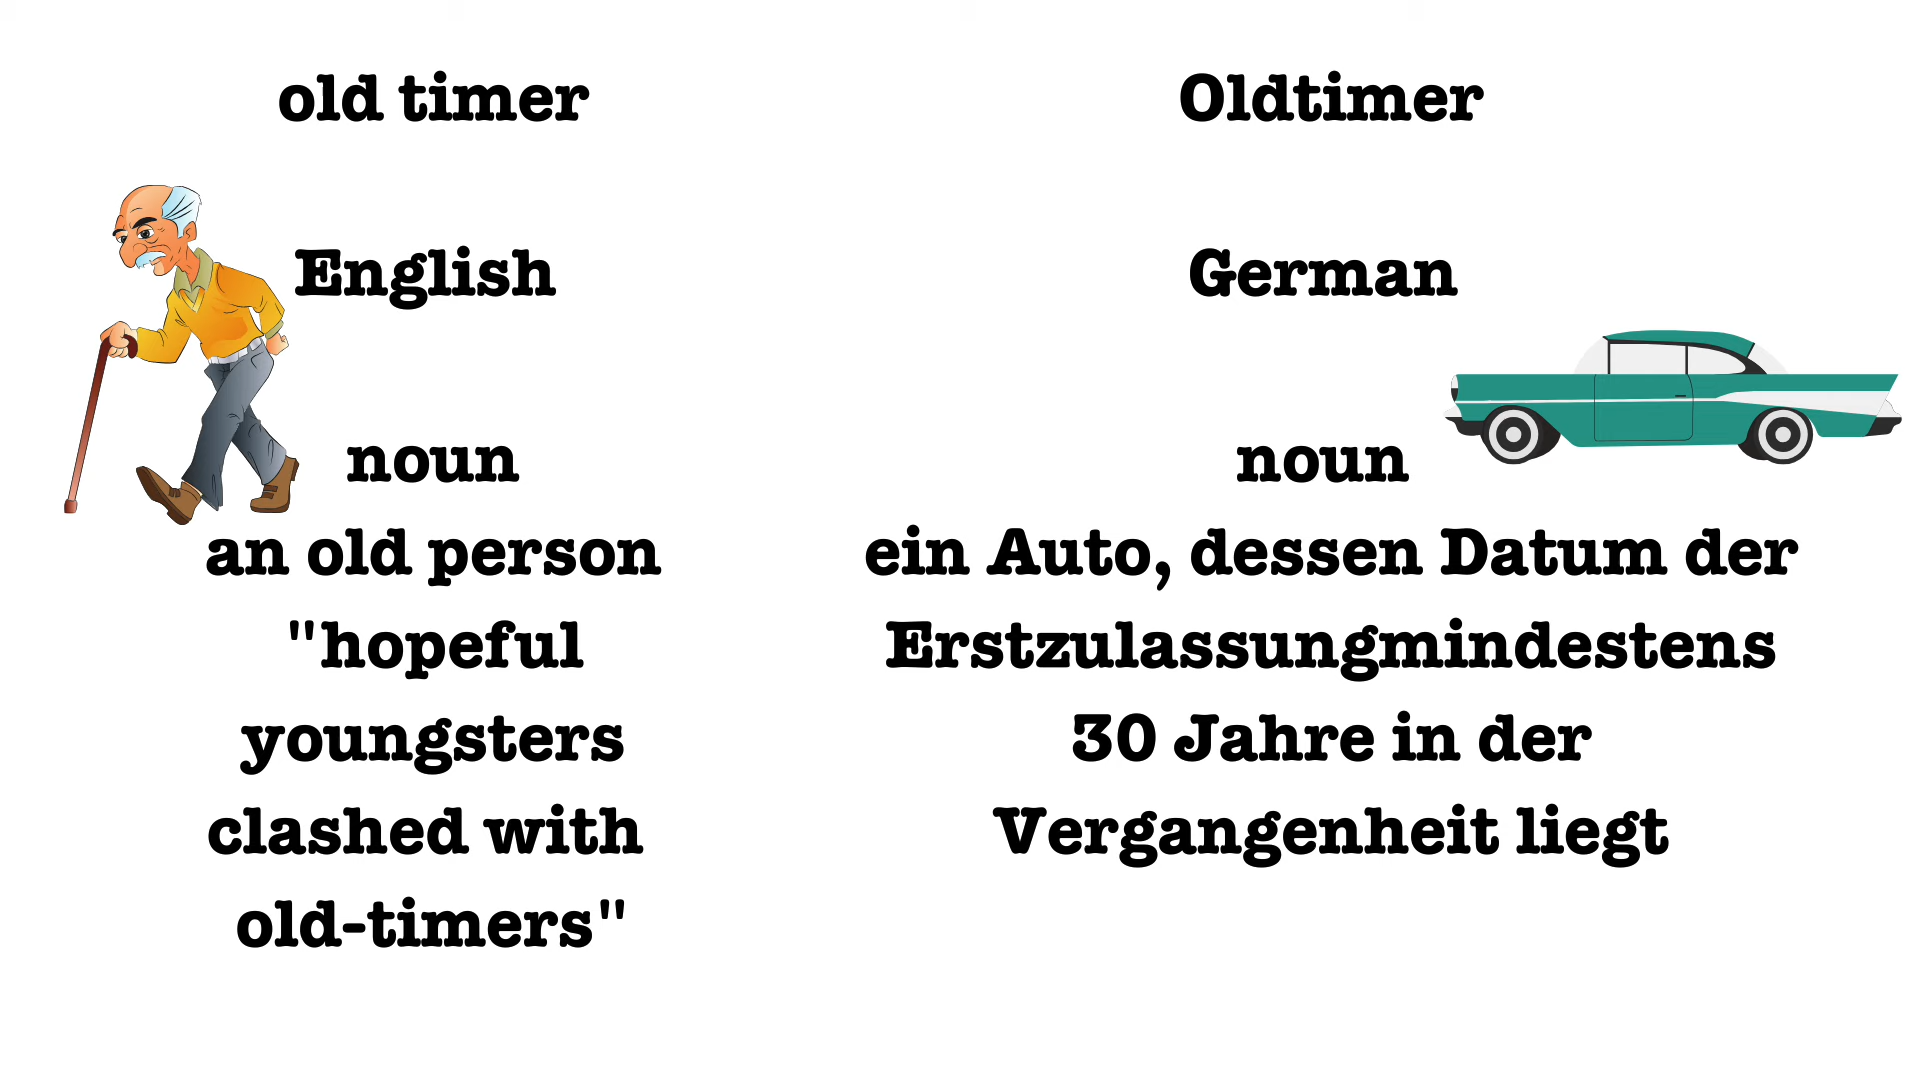 old timer
English
noun
an old person
"hopeful
youngsters
clashed with
old-timers"
Oldtimer
German
noun
ein Auto, dessen Datum der
Erstzulassungmindestens
30 Jahre in der
Vergangenheit liegt